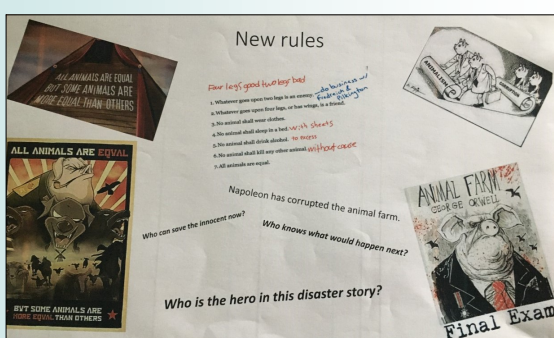 New rules
ALL ANIMALS ARE EQUAL
BUT SOME ANIMALS ARE
MORE EQUAL THAN OTHERS
Four legs good two legs bad
1. Whatever goes upon two legs is an enemy. → do business w/
Frederick &
Pilkington
2. Whatever goes upon four legs, or has wings, is a friend.
3. No animal shall wear clothes.
4. No animal shall sleep in a bed. with sheets
5. No animal shall drink alcohol. to excess
6. No animal shall kill any other animal. without cause
7. All animals are equal.
ANIMALISM
ALL ANIMALS ARE EQUAL
BUT SOME ANIMALS ARE
MORE EQUAL THAN OTHERS
Napoleon has corrupted the animal farm.
Who can save the innocent now?
Who knows what would happen next?
Who is the hero in this disaster story?
ANIMAL FARM
GEORGE ORWELL
Final Exam